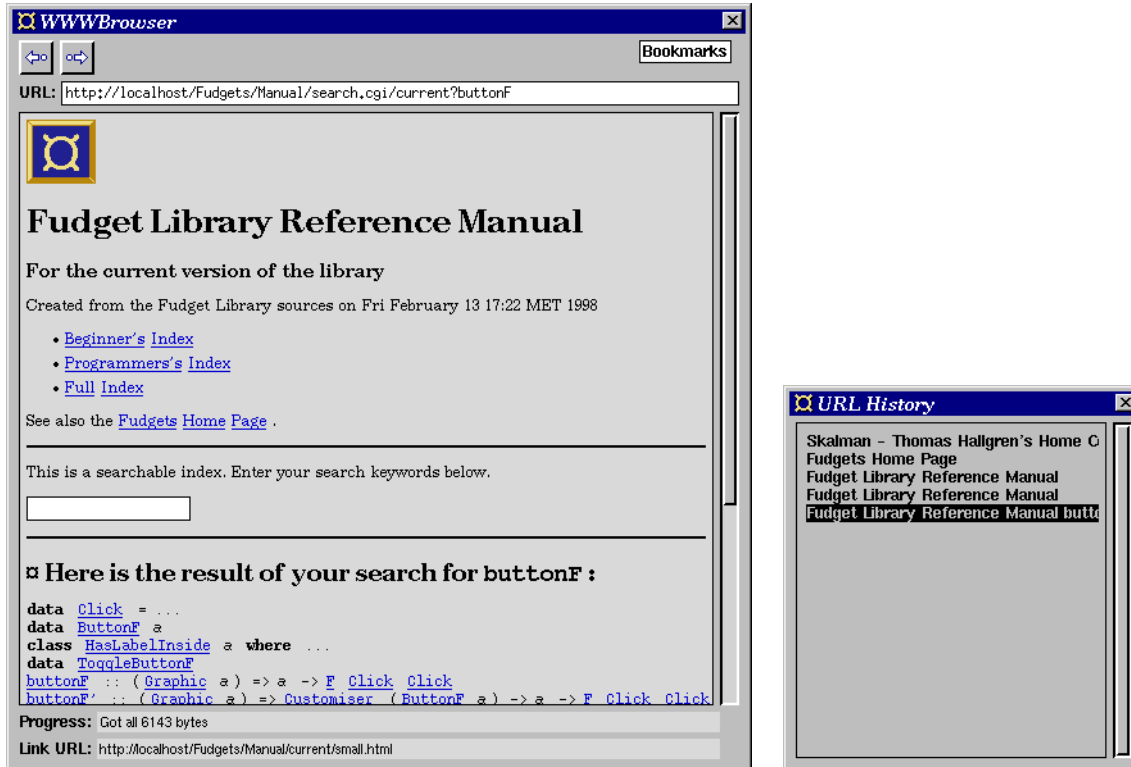 WWWBrowser
Bookmarks
URL: http://localhost/Fudgets/Manual/search.cgi/current?buttonF
Fudget Library Reference Manual
For the current version of the library
Created from the Fudget Library sources on Fri February 13 17:22 MET 1998
• Beginner's Index
• Programmers's Index
• Full Index
See also the Fudgets Home Page .
This is a searchable index. Enter your search keywords below.
¤ Here is the result of your search for buttonF :
data Click = ...
data ButtonF a
class HasLabelInside a where ...
data ToggleButtonF
buttonF :: ( Graphic a ) => a -> F Click Click
buttonF' :: ( Graphic a ) => Customiser ( ButtonF a ) -> a -> F Click Click
Progress: Got all 6143 bytes
Link URL: http://localhost/Fudgets/Manual/current/small.html
URL History
Skalman - Thomas Hallgren's Home C
Fudgets Home Page
Fudget Library Reference Manual
Fudget Library Reference Manual
Fudget Library Reference Manual butto